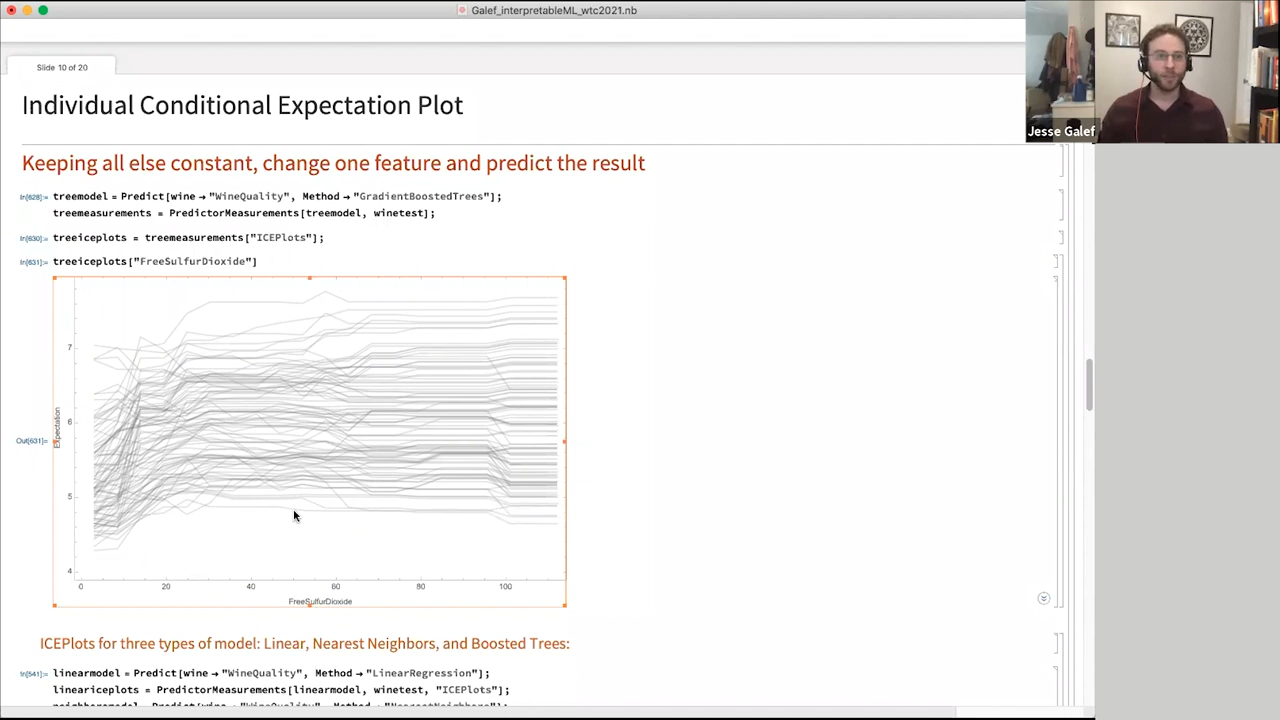 Galef_interpretableML_wtc2021.nb
Jesse Galef
Slide 10 of 20
Individual Conditional Expectation Plot
Keeping all else constant, change one feature and predict the result
In[628]:= treemodel = Predict[wine → "WineQuality", Method → "GradientBoostedTrees"];
treemeasurements = PredictorMeasurements[treemodel, winetest];
In[630]:= treeiceplots = treemeasurements["ICEPlots"];
In[631]:= treeiceplots["FreeSulfurDioxide"]
Out[631]=
Expectation
7
6
5
4
0 20 40 60 80 100
FreeSulfurDioxide
ICEPlots for three types of model: Linear, Nearest Neighbors, and Boosted Trees:
In[541]:= linearmodel = Predict[wine → "WineQuality", Method → "LinearRegression"];
lineariceplots = PredictorMeasurements[linearmodel, winetest, "ICEPlots"];